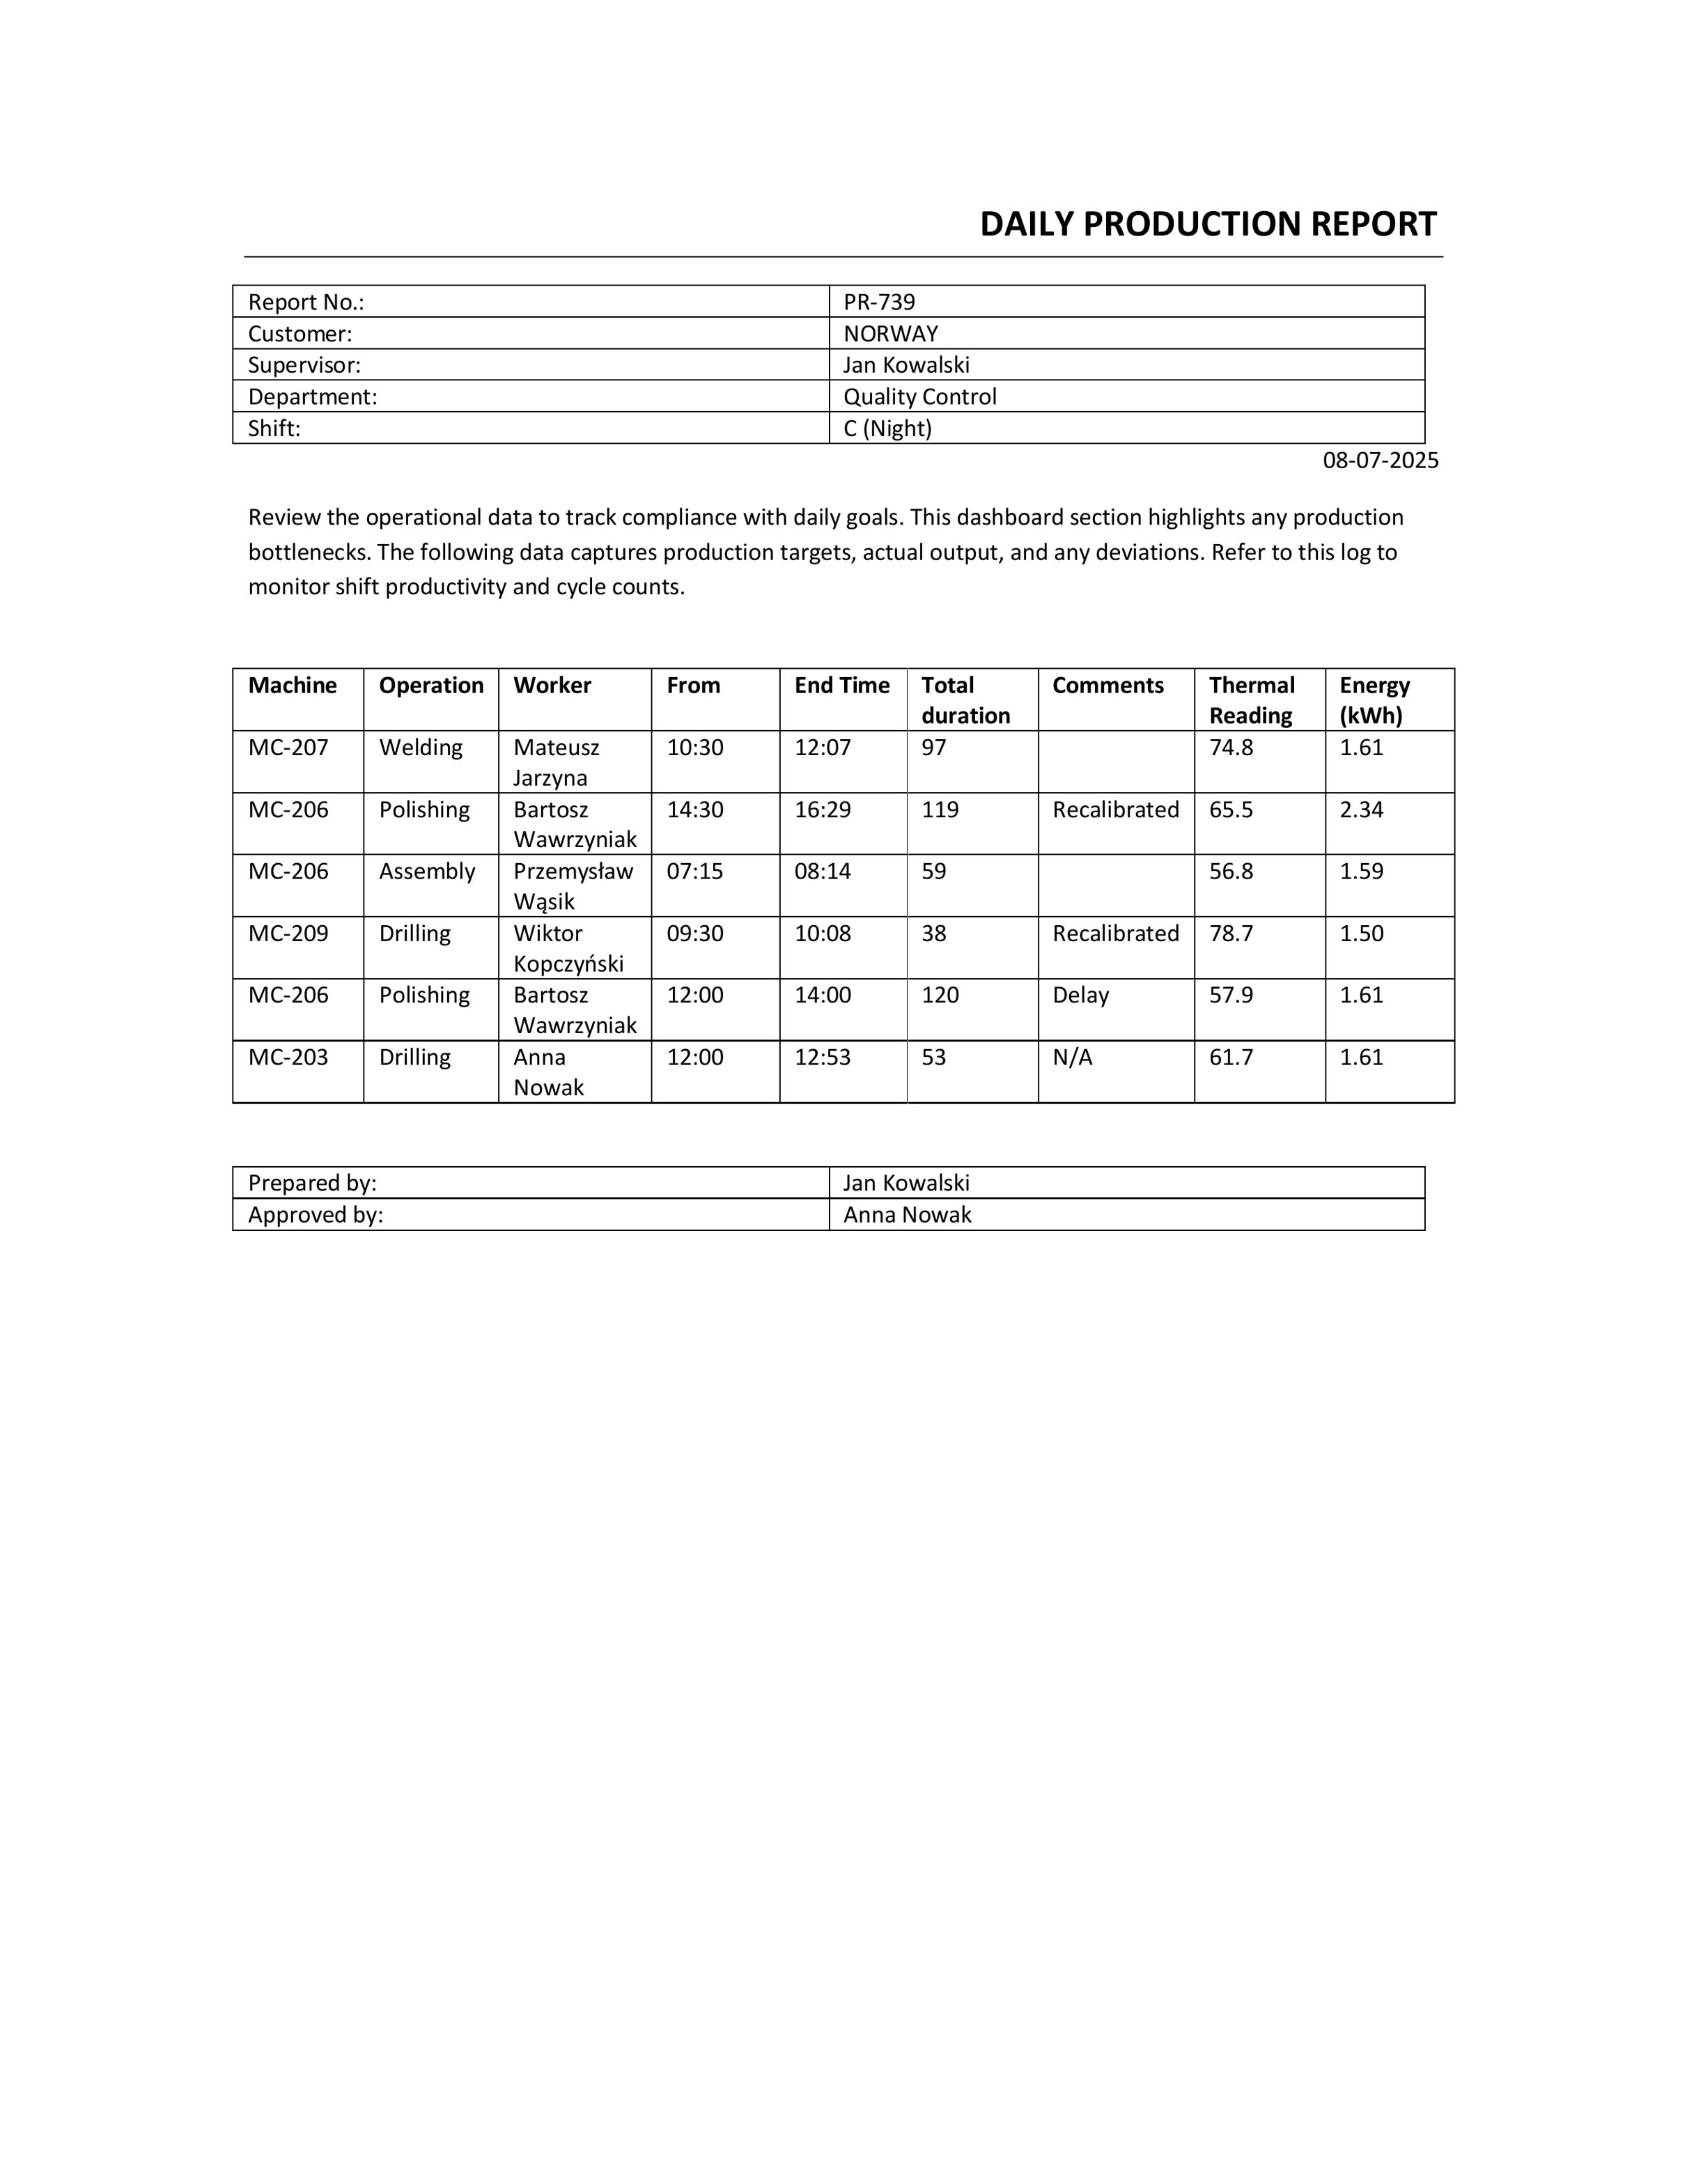 DAILY PRODUCTION REPORT
Report No.: PR-739
Customer: NORWAY
Supervisor: Jan Kowalski
Department: Quality Control
Shift: C (Night)
08-07-2025
Review the operational data to track compliance with daily goals. This dashboard section highlights any production
bottlenecks. The following data captures production targets, actual output, and any deviations. Refer to this log to
monitor shift productivity and cycle counts.
Machine Operation Worker From End Time Total duration Comments Thermal Reading Energy (kWh)
MC-207 Welding Mateusz Jarzyna 10:30 12:07 97 74.8 1.61
MC-206 Polishing Bartosz Wawrzyniak 14:30 16:29 119 Recalibrated 65.5 2.34
MC-206 Assembly Przemysław Wąsik 07:15 08:14 59 56.8 1.59
MC-209 Drilling Wiktor Kopczyński 09:30 10:08 38 Recalibrated 78.7 1.50
MC-206 Polishing Bartosz Wawrzyniak 12:00 14:00 120 Delay 57.9 1.61
MC-203 Drilling Anna Nowak 12:00 12:53 53 N/A 61.7 1.61
Prepared by: Jan Kowalski
Approved by: Anna Nowak